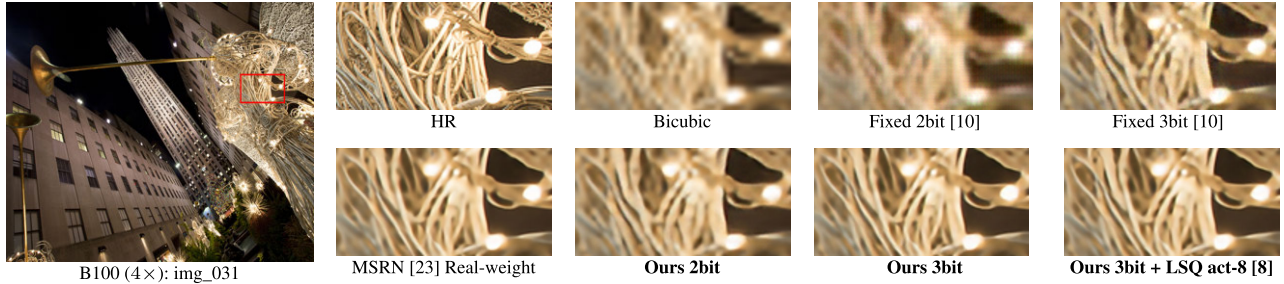 HR
Bicubic
Fixed 2bit [10]
Fixed 3bit [10]
B100 (4×): img_031
MSRN [23] Real-weight
Ours 2bit
Ours 3bit
Ours 3bit + LSQ act-8 [8]